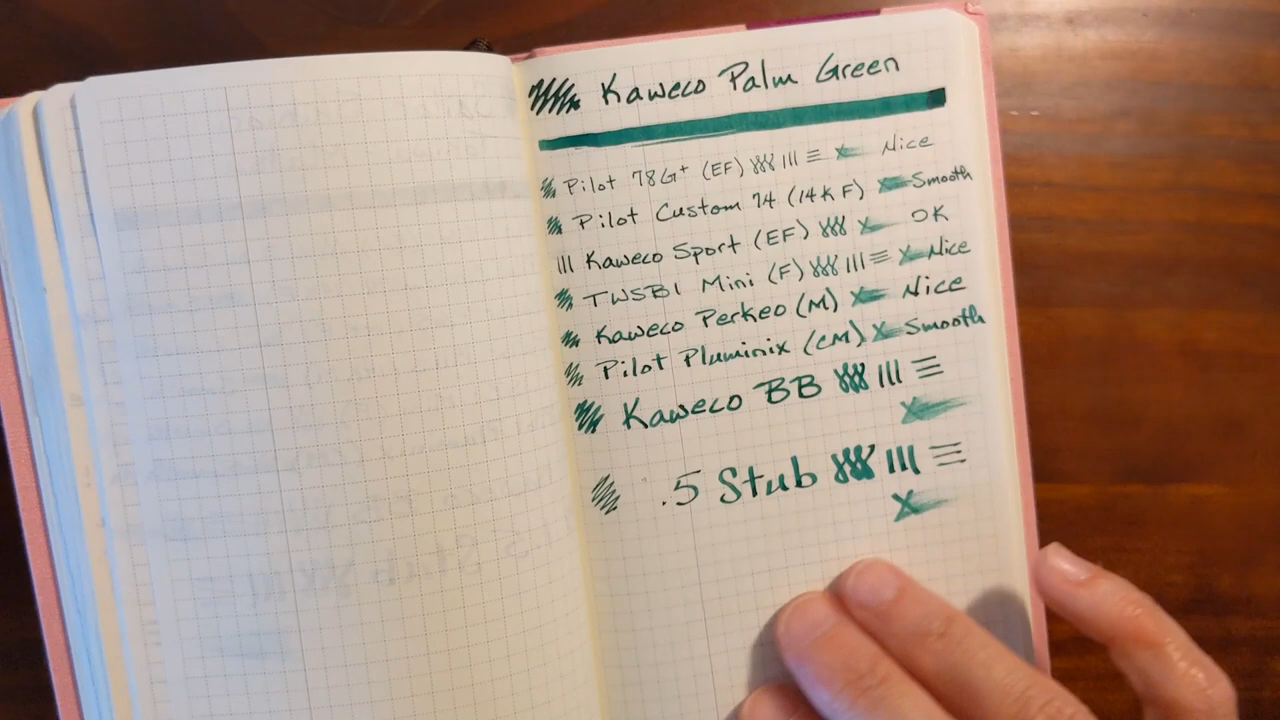 Kaweco Palm Green
Pilot 78G+ (EF) Nice
Pilot Custom 74 (14K F) Smooth
Kaweco Sport (EF) OK
TWSBI Mini (F) Nice
Kaweco Perkeo (M) Nice
Pilot Pluminix (CM) Smooth
Kaweco BB
.5 Stub